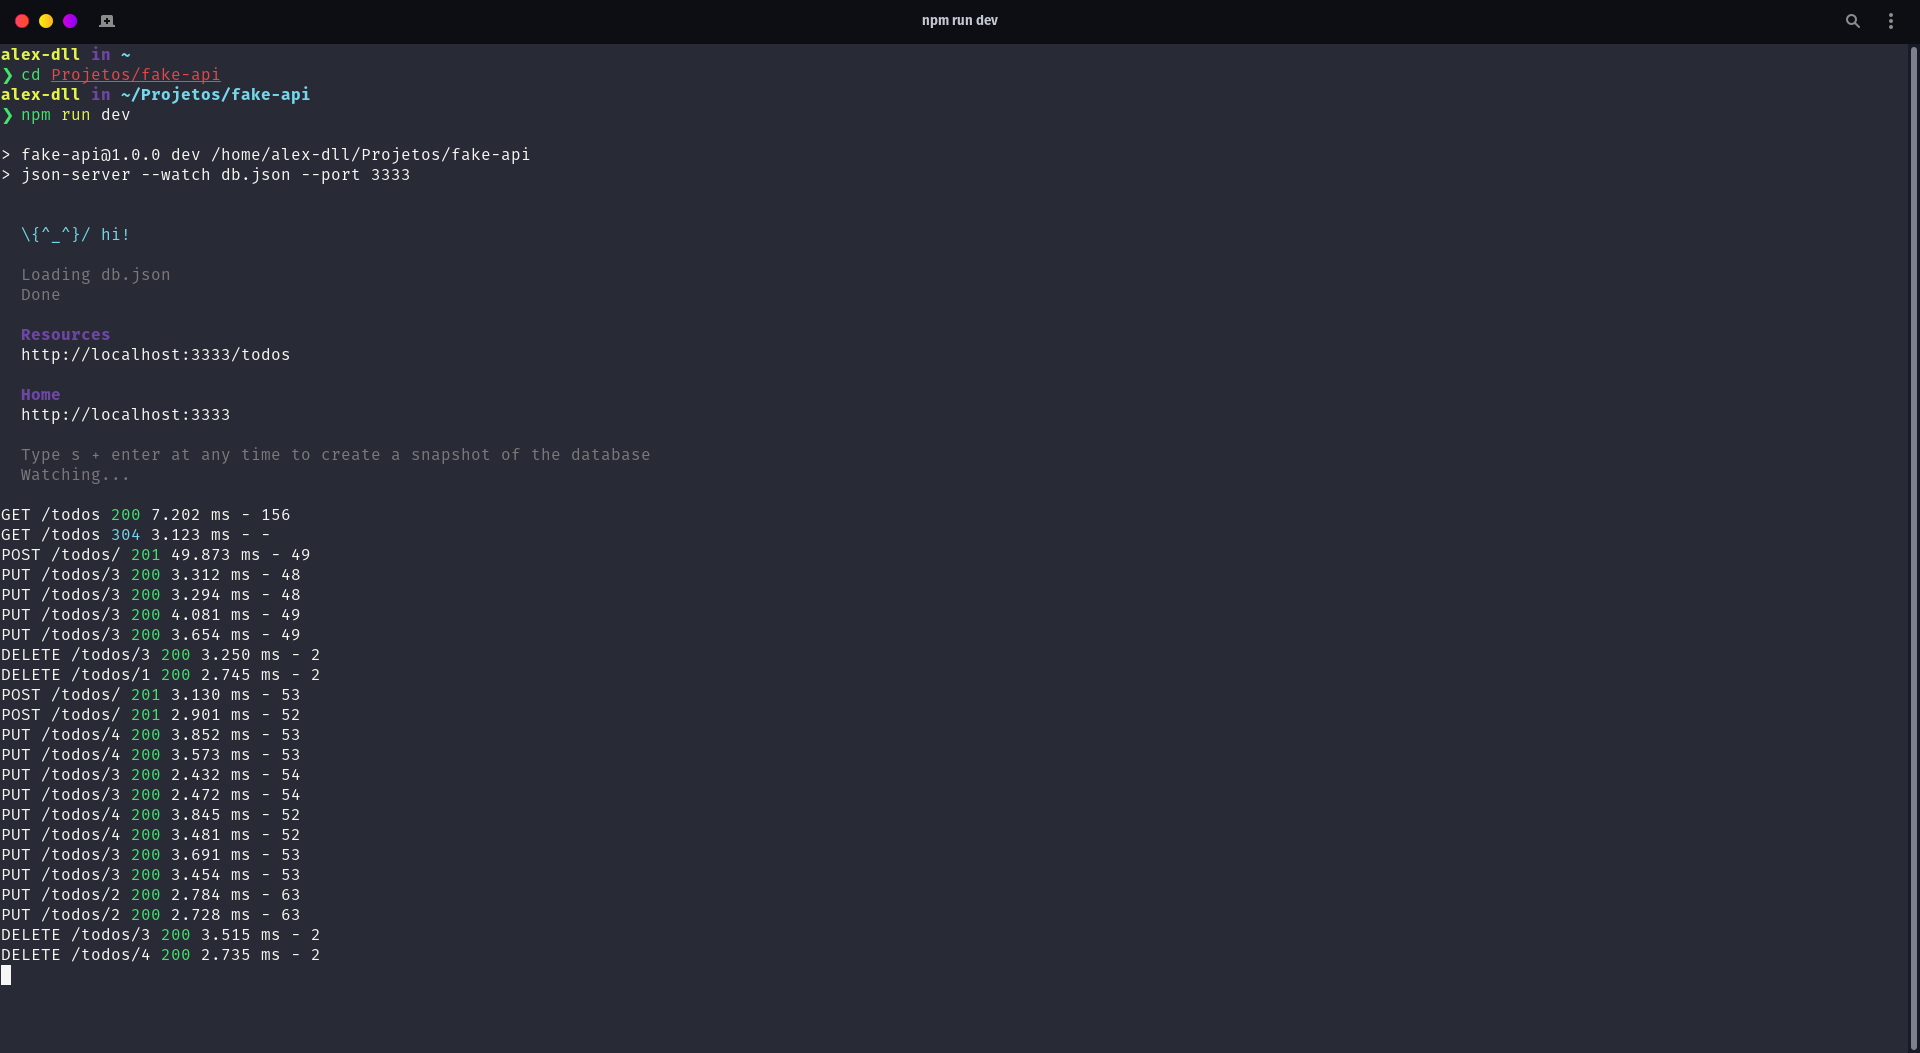 npm run dev
alex-dll in ~
❯ cd Projetos/fake-api
alex-dll in ~/Projetos/fake-api
❯ npm run dev
> fake-api@1.0.0 dev /home/alex-dll/Projetos/fake-api
> json-server --watch db.json --port 3333
\{^_^}/ hi!
Loading db.json
Done
Resources
http://localhost:3333/todos
Home
http://localhost:3333
Type s + enter at any time to create a snapshot of the database
Watching...
GET /todos 200 7.202 ms - 156
GET /todos 304 3.123 ms - -
POST /todos/ 201 49.873 ms - 49
PUT /todos/3 200 3.312 ms - 48
PUT /todos/3 200 3.294 ms - 48
PUT /todos/3 200 4.081 ms - 49
PUT /todos/3 200 3.654 ms - 49
DELETE /todos/3 200 3.250 ms - 2
DELETE /todos/1 200 2.745 ms - 2
POST /todos/ 201 3.130 ms - 53
POST /todos/ 201 2.901 ms - 52
PUT /todos/4 200 3.852 ms - 53
PUT /todos/4 200 3.573 ms - 53
PUT /todos/3 200 2.432 ms - 54
PUT /todos/3 200 2.472 ms - 54
PUT /todos/4 200 3.845 ms - 52
PUT /todos/4 200 3.481 ms - 52
PUT /todos/3 200 3.691 ms - 53
PUT /todos/3 200 3.454 ms - 53
PUT /todos/2 200 2.784 ms - 63
PUT /todos/2 200 2.728 ms - 63
DELETE /todos/3 200 3.515 ms - 2
DELETE /todos/4 200 2.735 ms - 2